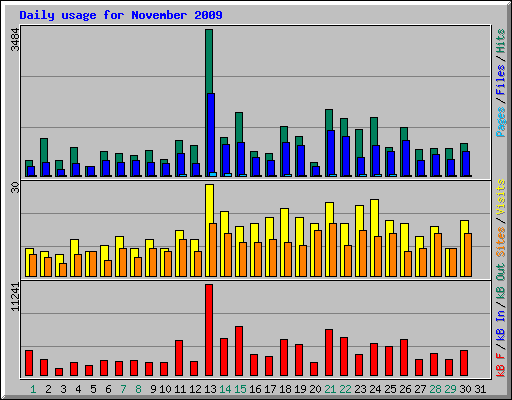 Daily usage for November 2009
3484
Pages / Files / Hits
30
Sites / Visits
11241
kB F / kB In / kB Out
1 2 3 4 5 6 7 8 9 10 11 12 13 14 15 16 17 18 19 20 21 22 23 24 25 26 27 28 29 30 31